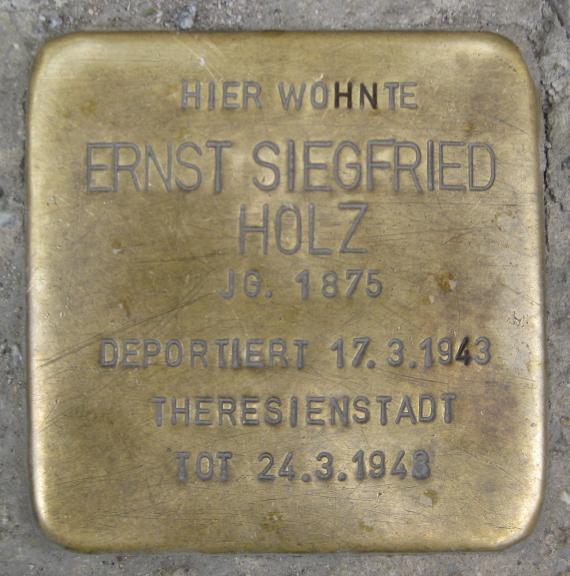 HIER WOHNTE
ERNST SIEGFRIED
HOLZ
JG. 1875
DEPORTIERT 17.3.1943
THERESIENSTADT
TOT 24.3.1943